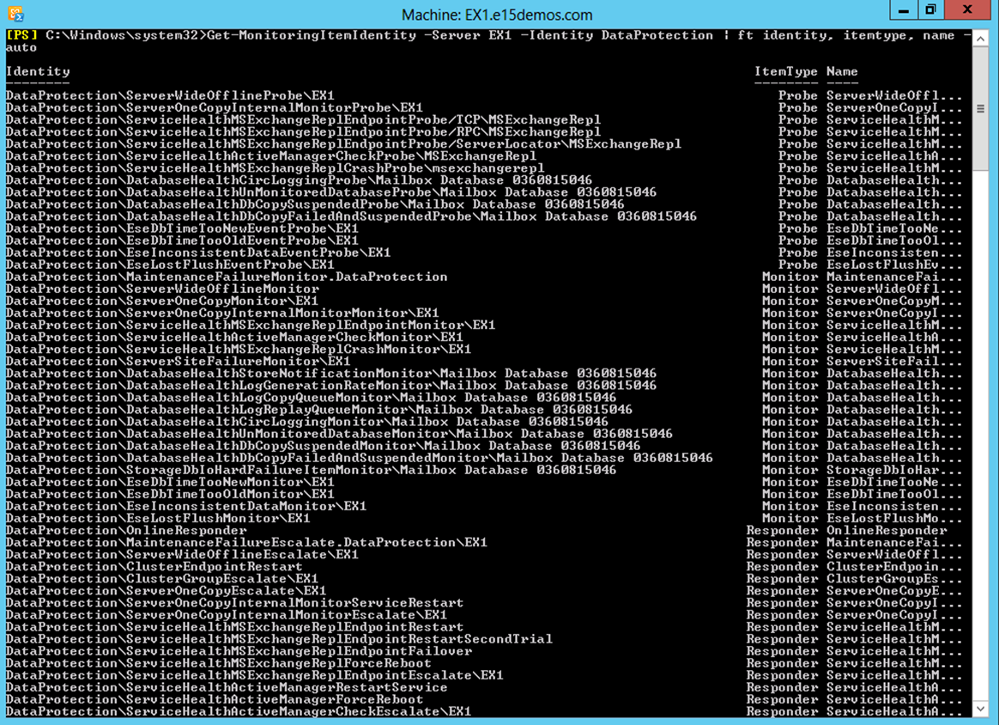 Machine: EX1.e15demos.com
[PS] C:\Windows\system32>Get-MonitoringItemIdentity -Server EX1 -Identity DataProtection | ft identity, itemtype, name -
auto
Identity ItemType Name
-------- -------- ----
DataProtection\ServerWideOfflineProbe\EX1 Probe ServerWideOffl...
DataProtection\ServerOneCopyInternalMonitorProbe\EX1 Probe ServerOneCopyI...
DataProtection\ServiceHealthMSExchangeReplEndpointProbe/TCP\MSExchangeRepl Probe ServiceHealthM...
DataProtection\ServiceHealthMSExchangeReplEndpointProbe/RPC\MSExchangeRepl Probe ServiceHealthM...
DataProtection\ServiceHealthMSExchangeReplEndpointProbe/ServerLocator\MSExchangeRepl Probe ServiceHealthM...
DataProtection\ServiceHealthActiveManagerCheckProbe\MSExchangeRepl Probe ServiceHealthA...
DataProtection\ServiceHealthMSExchangeReplCrashProbe\msexchangerepl Probe ServiceHealthM...
DataProtection\DatabaseHealthCircLoggingProbe\Mailbox Database 0360815046 Probe DatabaseHealth...
DataProtection\DatabaseHealthUnMonitoredDatabaseProbe\Mailbox Database 0360815046 Probe DatabaseHealth...
DataProtection\DatabaseHealthDbCopySuspendedProbe\Mailbox Database 0360815046 Probe DatabaseHealth...
DataProtection\DatabaseHealthDbCopyFailedAndSuspendedProbe\Mailbox Database 0360815046 Probe DatabaseHealth...
DataProtection\EseDbTimeTooNewEventProbe\EX1 Probe EseDbTimeTooNe...
DataProtection\EseDbTimeTooOldEventProbe\EX1 Probe EseDbTimeTooOl...
DataProtection\EseInconsistentDataEventProbe\EX1 Probe EseInconsisten...
DataProtection\EseLostFlushEventProbe\EX1 Probe EseLostFlushEv...
DataProtection\MaintenanceFailureMonitor.DataProtection Monitor MaintenanceFai...
DataProtection\ServerWideOfflineMonitor Monitor ServerWideOffl...
DataProtection\ServerOneCopyMonitor\EX1 Monitor ServerOneCopyM...
DataProtection\ServerOneCopyInternalMonitorMonitor\EX1 Monitor ServerOneCopyI...
DataProtection\ServiceHealthMSExchangeReplEndpointMonitor\EX1 Monitor ServiceHealthM...
DataProtection\ServiceHealthActiveManagerCheckMonitor\EX1 Monitor ServiceHealthA...
DataProtection\ServiceHealthMSExchangeReplCrashMonitor\EX1 Monitor ServiceHealthM...
DataProtection\ServerSiteFailureMonitor\EX1 Monitor ServerSiteFail...
DataProtection\DatabaseHealthStoreNotificationMonitor\Mailbox Database 0360815046 Monitor DatabaseHealth...
DataProtection\DatabaseHealthLogGenerationRateMonitor\Mailbox Database 0360815046 Monitor DatabaseHealth...
DataProtection\DatabaseHealthLogCopyQueueMonitor\Mailbox Database 0360815046 Monitor DatabaseHealth...
DataProtection\DatabaseHealthLogReplayQueueMonitor\Mailbox Database 0360815046 Monitor DatabaseHealth...
DataProtection\DatabaseHealthCircLoggingMonitor\Mailbox Database 0360815046 Monitor DatabaseHealth...
DataProtection\DatabaseHealthUnMonitoredDatabaseMonitor\Mailbox Database 0360815046 Monitor DatabaseHealth...
DataProtection\DatabaseHealthDbCopySuspendedMonitor\Mailbox Database 0360815046 Monitor DatabaseHealth...
DataProtection\DatabaseHealthDbCopyFailedAndSuspendedMonitor\Mailbox Database 0360815046 Monitor DatabaseHealth...
DataProtection\StorageDbIoHardFailureItemMonitor\Mailbox Database 0360815046 Monitor StorageDbIoHar...
DataProtection\EseDbTimeTooNewMonitor\EX1 Monitor EseDbTimeTooNe...
DataProtection\EseDbTimeTooOldMonitor\EX1 Monitor EseDbTimeTooOl...
DataProtection\EseInconsistentDataMonitor\EX1 Monitor EseInconsisten...
DataProtection\EseLostFlushMonitor\EX1 Monitor EseLostFlushMo...
DataProtection\OnlineResponder Responder OnlineResponder
DataProtection\MaintenanceFailureEscalate.DataProtection\EX1 Responder MaintenanceFai...
DataProtection\ServerWideOfflineEscalate\EX1 Responder ServerWideOffl...
DataProtection\ClusterEndpointRestart Responder ClusterEndpoin...
DataProtection\ClusterGroupEscalate\EX1 Responder ClusterGroupEs...
DataProtection\ServerOneCopyEscalate\EX1 Responder ServerOneCopyE...
DataProtection\ServerOneCopyInternalMonitorServiceRestart Responder ServerOneCopyI...
DataProtection\ServerOneCopyInternalMonitorEscalate\EX1 Responder ServerOneCopyI...
DataProtection\ServiceHealthMSExchangeReplEndpointRestart Responder ServiceHealthM...
DataProtection\ServiceHealthMSExchangeReplEndpointRestartSecondTrial Responder ServiceHealthM...
DataProtection\ServiceHealthMSExchangeReplEndpointFailover Responder ServiceHealthM...
DataProtection\ServiceHealthMSExchangeReplForceReboot Responder ServiceHealthM...
DataProtection\ServiceHealthMSExchangeReplEndpointEscalate\EX1 Responder ServiceHealthM...
DataProtection\ServiceHealthActiveManagerRestartService Responder ServiceHealthA...
DataProtection\ServiceHealthActiveManagerForceReboot Responder ServiceHealthA...
DataProtection\ServiceHealthActiveManagerCheckEscalate\EX1 Responder ServiceHealthA...